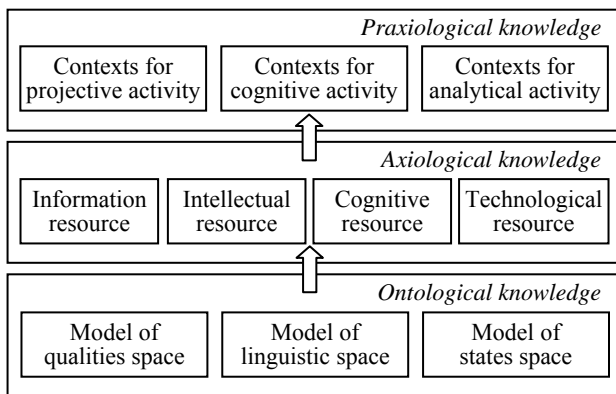 Praxiological knowledge
Contexts for
projective activity
Contexts for
cognitive activity
Contexts for
analytical activity
Axiological knowledge
Information
resource
Intellectual
resource
Cognitive
resource
Technological
resource
Ontological knowledge
Model of
qualities space
Model of
linguistic space
Model of
states space